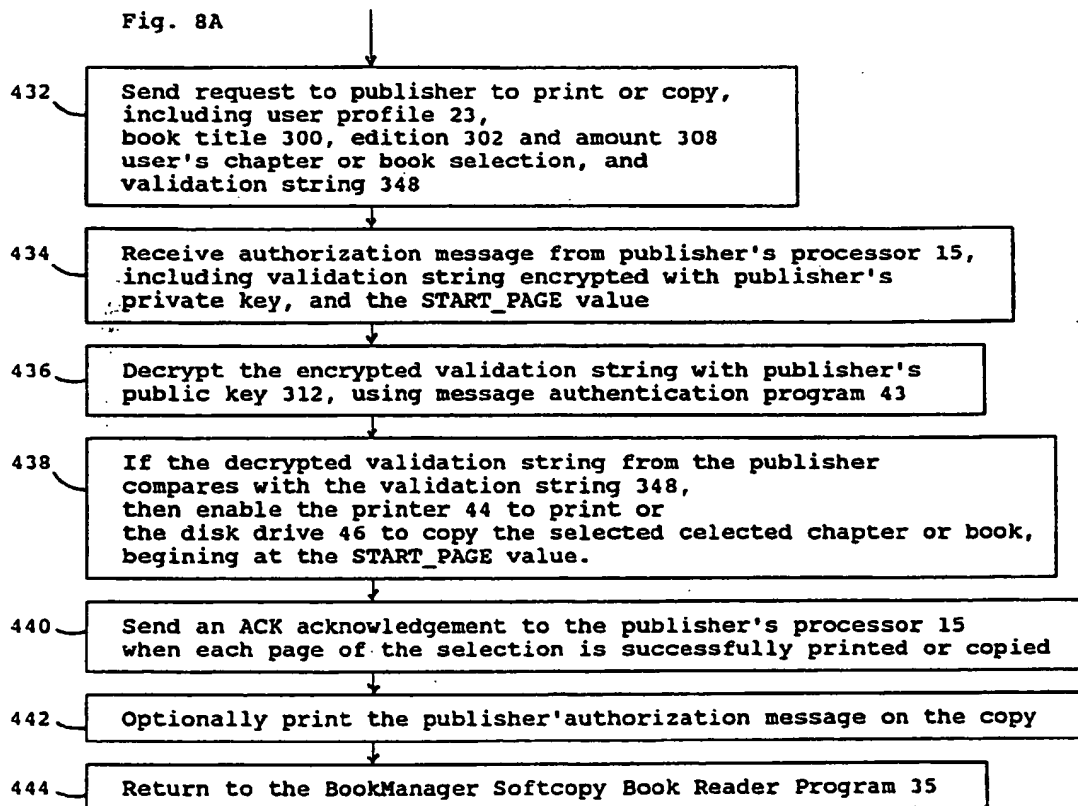 Fig. 8A
432
Send request to publisher to print or copy,
including user profile 23,
book title 300, edition 302 and amount 308
user's chapter or book selection, and
validation string 348
434
Receive authorization message from publisher's processor 15,
including validation string encrypted with publisher's
private key, and the START_PAGE value
436
Decrypt the encrypted validation string with publisher's
public key 312, using message authentication program 43
438
If the decrypted validation string from the publisher
compares with the validation string 348,
then enable the printer 44 to print or
the disk drive 46 to copy the selected celected chapter or book,
begining at the START_PAGE value.
440
Send an ACK acknowledgement to the publisher's processor 15
when each page of the selection is successfully printed or copied
442
Optionally print the publisher'authorization message on the copy
444
Return to the BookManager Softcopy Book Reader Program 35